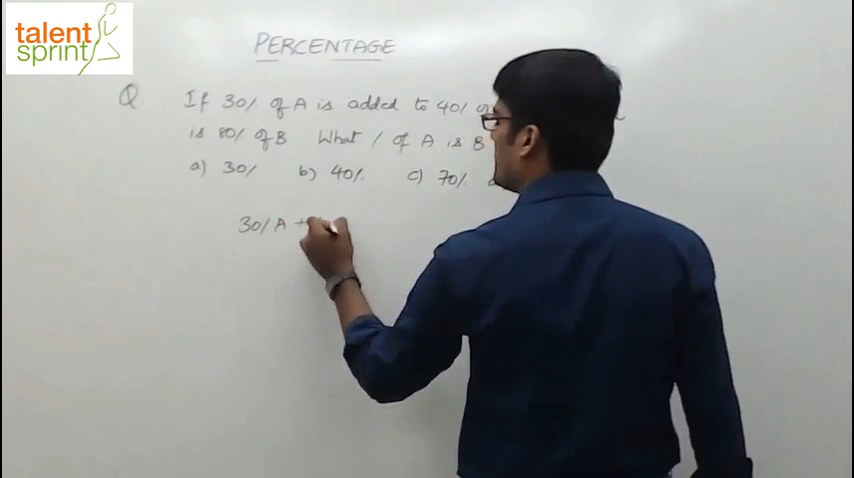 talent
sprint
PERCENTAGE
Q. If 30% of A is added to 40%
is 80% of B What % of A is B
a) 30% b) 40%. c) 70%.
30% A +